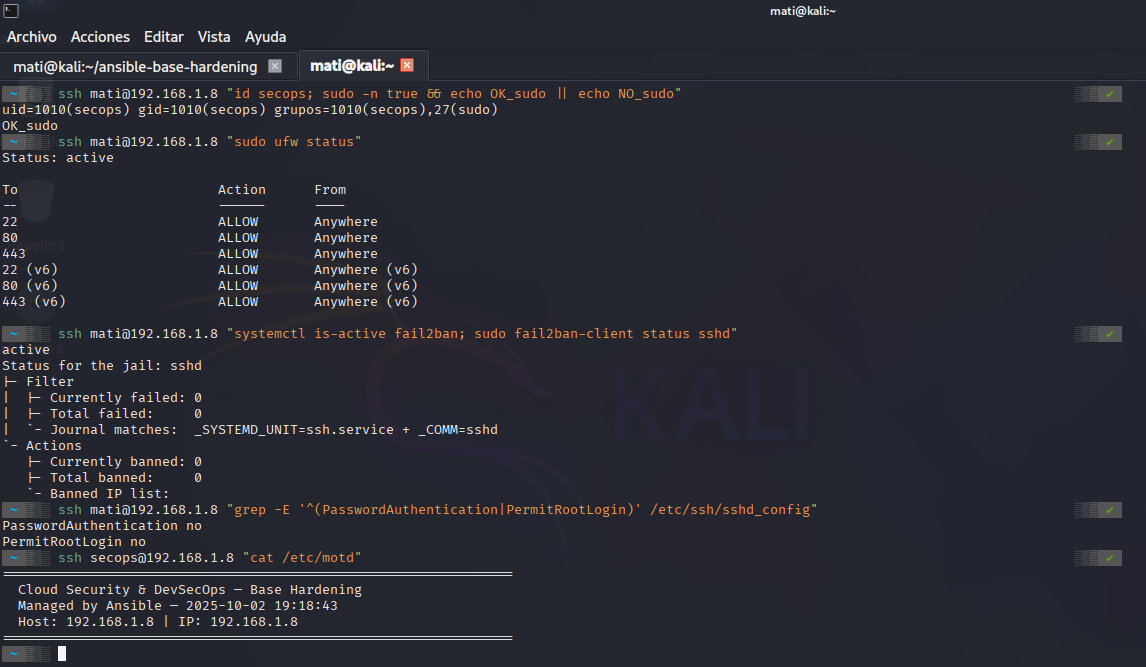 mati@kali:~
Archivo Acciones Editar Vista Ayuda
mati@kali:~/ansible-base-hardening mati@kali:~
~ ssh mati@192.168.1.8 "id secops; sudo -n true && echo OK_sudo || echo NO_sudo" ✔
uid=1010(secops) gid=1010(secops) grupos=1010(secops),27(sudo)
OK_sudo
~ ssh mati@192.168.1.8 "sudo ufw status" ✔
Status: active
To Action From
-- ------ ----
22 ALLOW Anywhere
80 ALLOW Anywhere
443 ALLOW Anywhere
22 (v6) ALLOW Anywhere (v6)
80 (v6) ALLOW Anywhere (v6)
443 (v6) ALLOW Anywhere (v6)
~ ssh mati@192.168.1.8 "systemctl is-active fail2ban; sudo fail2ban-client status sshd" ✔
active
Status for the jail: sshd
|- Filter
|  |- Currently failed: 0
|  |- Total failed:     0
|  `- Journal matches:  _SYSTEMD_UNIT=ssh.service + _COMM=sshd
`- Actions
   |- Currently banned: 0
   |- Total banned:     0
   `- Banned IP list:
~ ssh mati@192.168.1.8 "grep -E '^(PasswordAuthentication|PermitRootLogin)' /etc/ssh/sshd_config" ✔
PasswordAuthentication no
PermitRootLogin no
~ ssh secops@192.168.1.8 "cat /etc/motd" ✔
================================================================
Cloud Security & DevSecOps — Base Hardening
Managed by Ansible — 2025-10-02 19:18:43
Host: 192.168.1.8 | IP: 192.168.1.8
================================================================
~
KALI